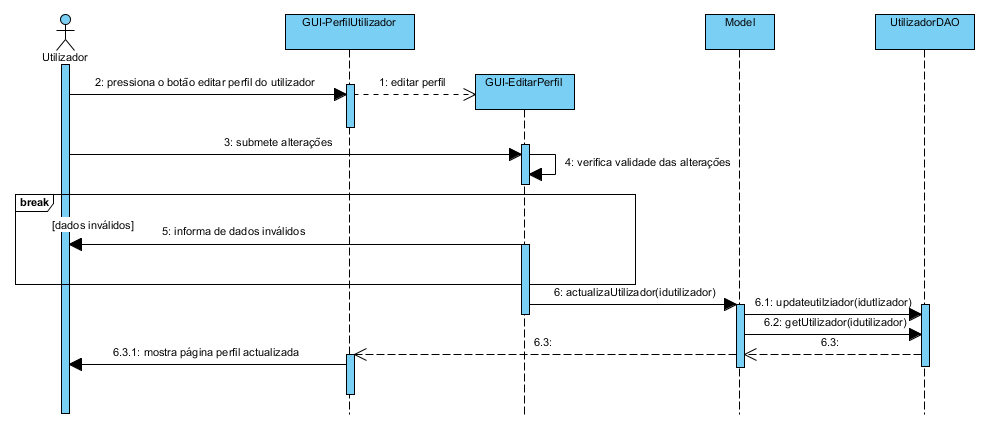 GUI-PerfilUtilizador
Model
UtilizadorDAO
Utilizador
2: pressiona o botão editar perfil do utilizador
1: editar perfil
GUI-EditarPerfil
3: submete alterações
4: verifica validade das alterações
break
[dados inválidos]
5: informa de dados inválidos
6: actualizaUtilizador(idutilizador)
6.1: updateutilziador(idutlizador)
6.2: getUtilizador(idutilizador)
6.3:
6.3:
6.3.1: mostra página perfil actualizada